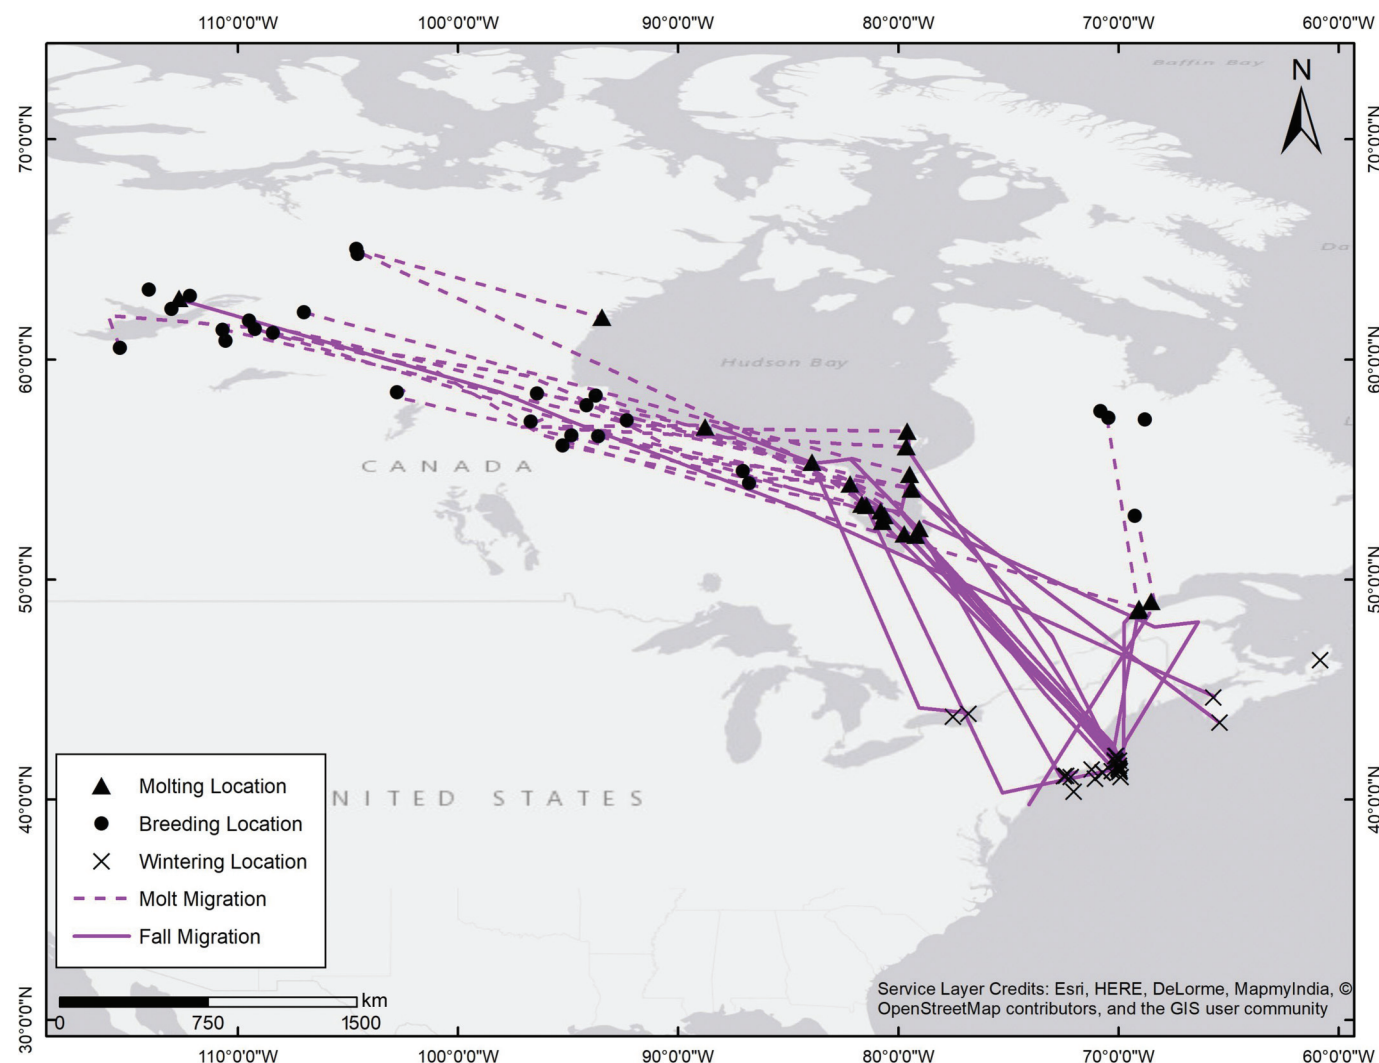 110°0'0"W 100°0'0"W 90°0'0"W 80°0'0"W 70°0'0"W 60°0'0"W
Baffin Bay
N
70°0'0"N 70°0'0"N
Da
60°0'0"N 60°0'0"N
Hudson Bay
L
CANADA
50°0'0"N 50°0'0"N
NITED STATES
40°0'0"N 40°0'0"N
Molting Location
Breeding Location
Wintering Location
Molt Migration
Fall Migration
km
0 750 1500
Service Layer Credits: Esri, HERE, DeLorme, MapmyIndia, ©
OpenStreetMap contributors, and the GIS user community
30°0'0"N 30°0'0"N
110°0'0"W 100°0'0"W 90°0'0"W 80°0'0"W 70°0'0"W